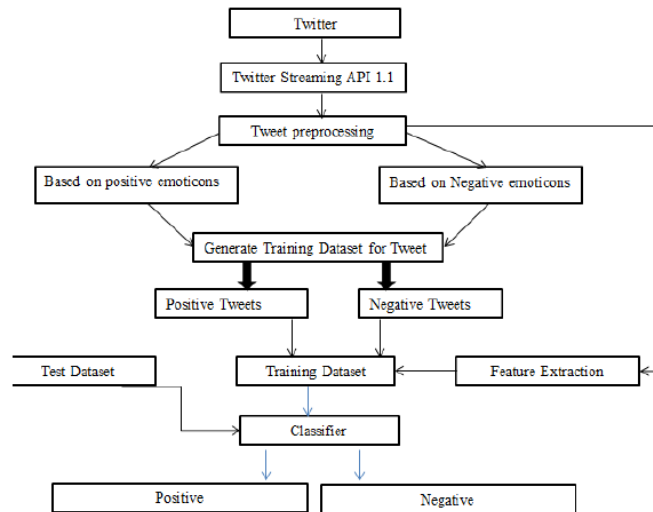 Twitter
Twitter Streaming API 1.1
Tweet preprocessing
Based on positive emoticons
Based on Negative emoticons
Generate Training Dataset for Tweet
Positive Tweets
Negative Tweets
Test Dataset
Training Dataset
Feature Extraction
Classifier
Positive
Negative